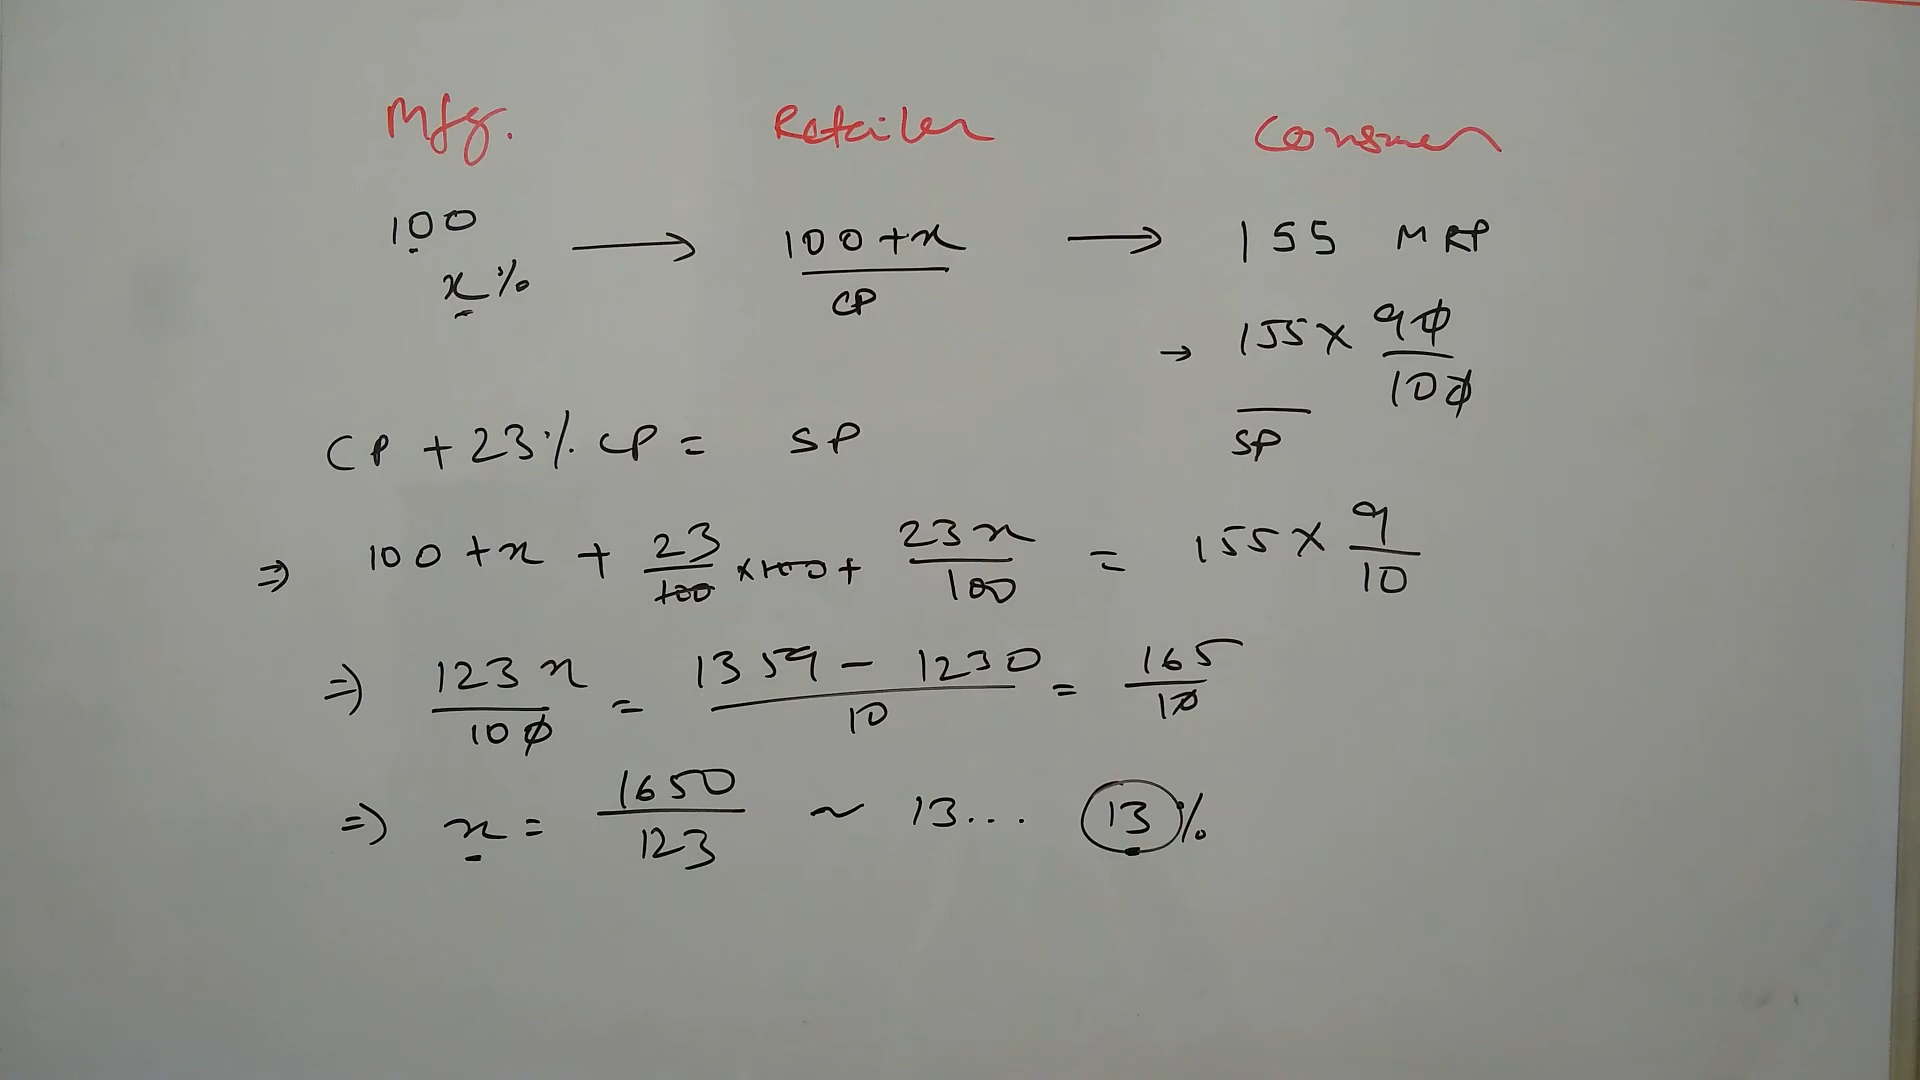 Mfg. Retailer Consumer
100 → 100 + x → 155 MRP
x% CP
→ 155 × 90/100
SP
CP + 23% CP = SP
⇒ 100 + x + 23/100 × 100 + 23x/100 = 155 × 9/10
⇒ 123x/100 = 1359 - 1230/10 = 165/10
⇒ x = 1650/123 ~ 13... 13%